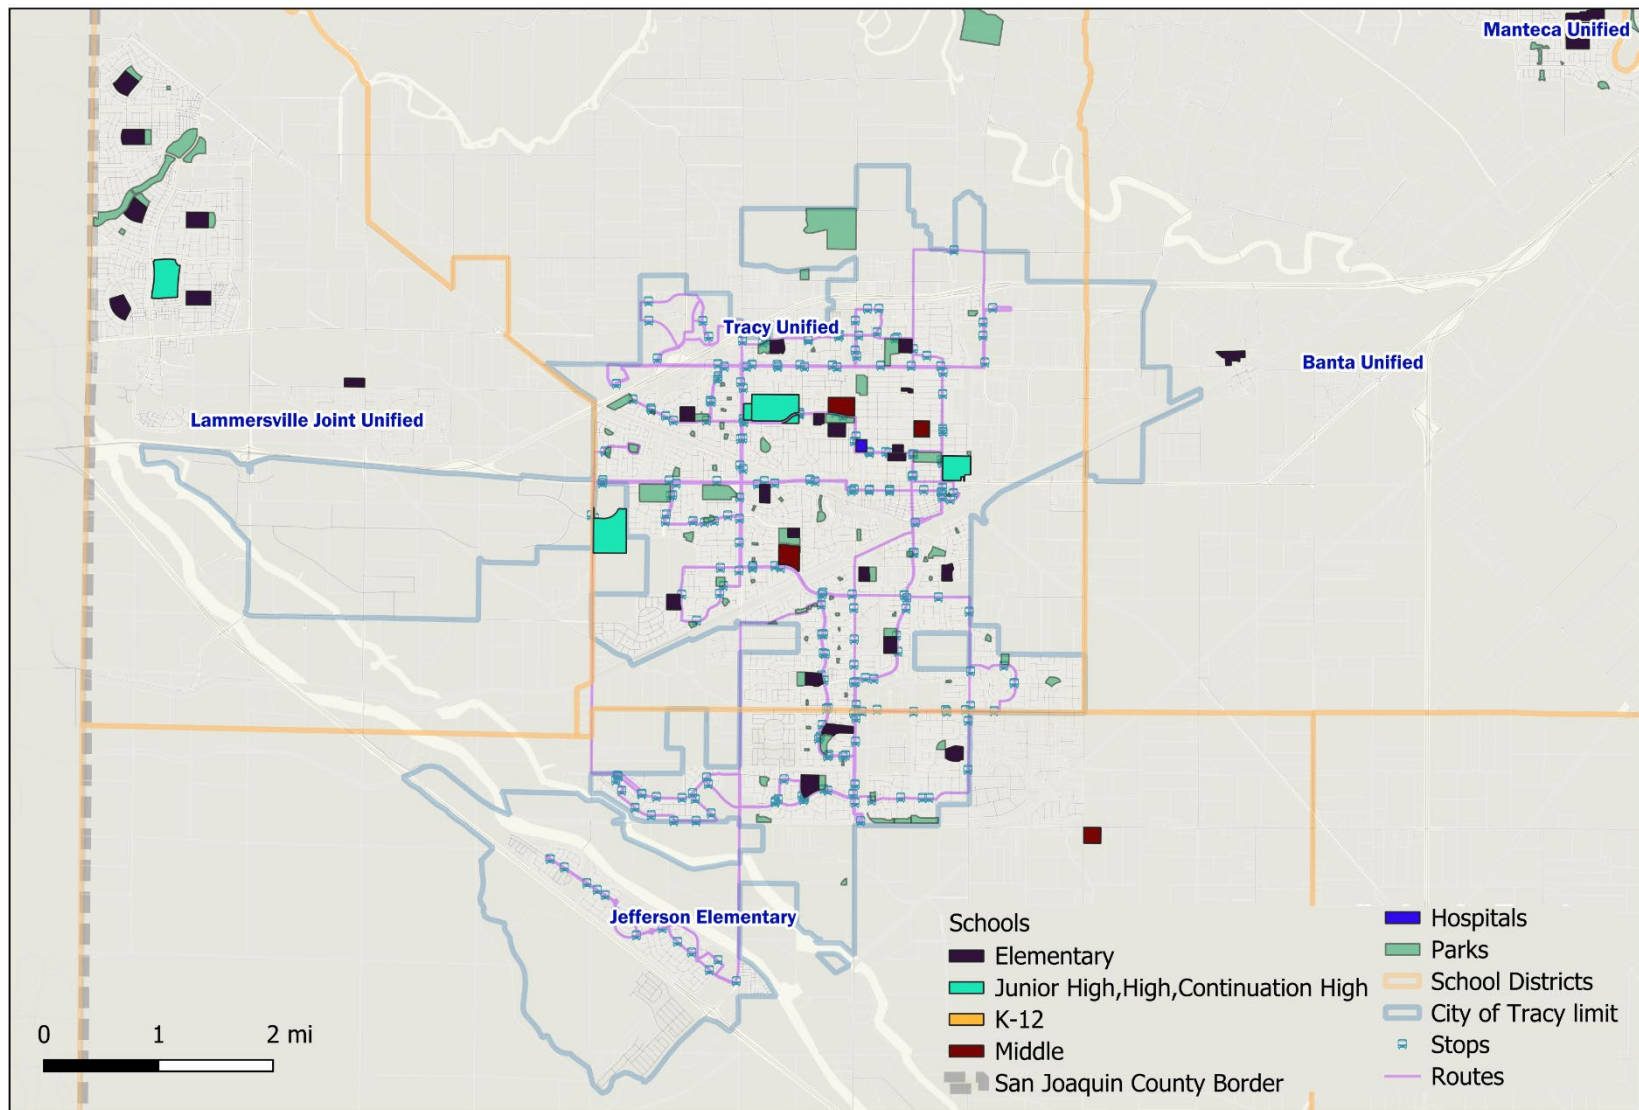 Manteca Unified
Tracy Unified
Banta Unified
Lammersville Joint Unified
Jefferson Elementary
0 1 2 mi
Schools
Elementary
Junior High,High,Continuation High
K-12
Middle
San Joaquin County Border
Hospitals
Parks
School Districts
City of Tracy limit
Stops
Routes